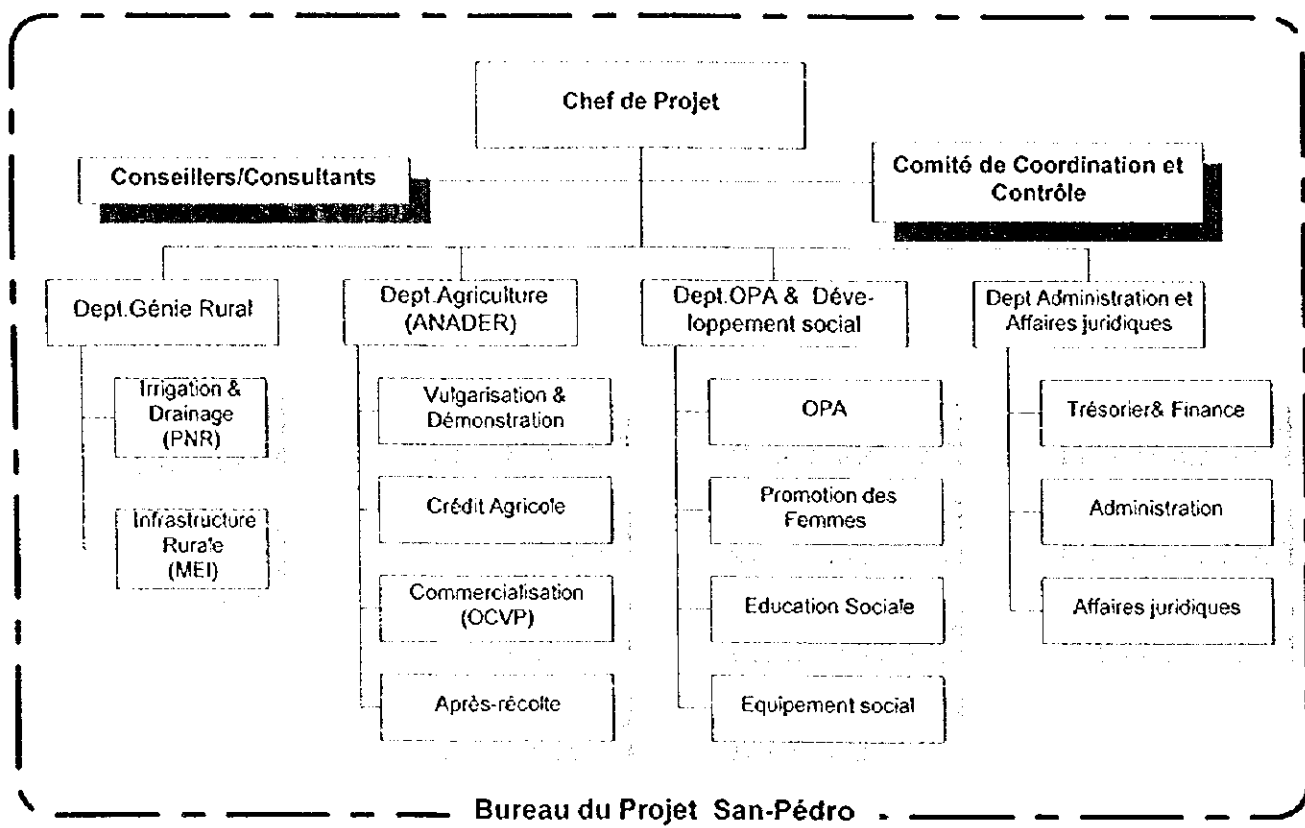 Chef de Projet
Conseillers/Consultants
Comité de Coordination et
Contrôle
Dept.Génie Rural
Irrigation &
Drainage
(PNR)
Infrastructure
Rurale
(MEI)
Dept.Agriculture
(ANADER)
Vulgarisation &
Démonstration
Crédit Agricole
Commercialisation
(OCVP)
Après-récolte
Dept.OPA & Déve-
loppement social
OPA
Promotion des
Femmes
Education Sociale
Equipement social
Dept Administration et
Affaires juridiques
Trésorier& Finance
Administration
Affaires juridiques
Bureau du Projet San-Pédro